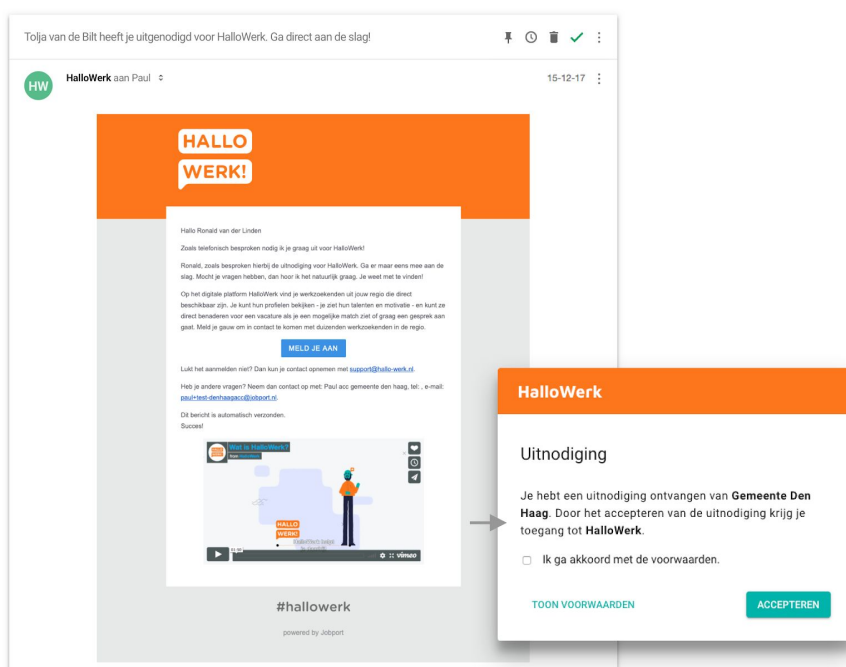 Tolja van de Bilt heeft je uitgenodigd voor HalloWerk. Ga direct aan de slag!
HW
HalloWerk aan Paul
15-12-17
HALLO
WERK!
Hallo Ronald van der Linden
Zoals telefonisch besproken nodig ik je graag uit voor HalloWerk!
Ronald, zoals besproken hierbij de uitnodiging voor HalloWerk. Ga er maar eens mee aan de
slag. Mocht je vragen hebben, dan hoor ik het natuurlijk graag. Je weet met te vinden!
Op het digitale platform HalloWerk vind je werkzoekenden uit jouw regio die direct
beschikbaar zijn. Je kunt hun profielen bekijken - je ziet hun talenten en motivatie - en kunt ze
direct benaderen voor een vacature als je een mogelijke match ziet of graag een gesprek aan
gaat. Meld je gauw om in contact te komen met duizenden werkzoekenden in de regio.
MELD JE AAN
Lukt het aanmelden niet? Dan kun je contact opnemen met support@hallo-werk.nl.
Heb je andere vragen? Neem dan contact op met: Paul acc gemeente den haag, tel: , e-mail:
paul+test-denhaagacc@jobport.nl.
Dit bericht is automatisch verzonden.
Succes!
Wat is HalloWerk?
from HalloWerk
HALLO
WERK!
HalloWerk helpt
01:00
vimeo
#hallowerk
powered by Jobport
HalloWerk
Uitnodiging
Je hebt een uitnodiging ontvangen van Gemeente Den
Haag. Door het accepteren van de uitnodiging krijg je
toegang tot HalloWerk.
Ik ga akkoord met de voorwaarden.
TOON VOORWAARDEN
ACCEPTEREN